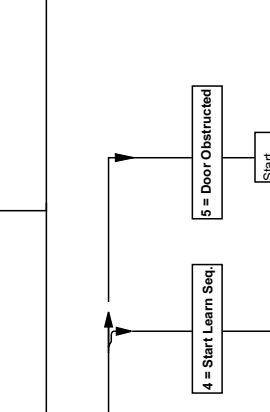 5 = Door Obstructed
Start
4 = Start Learn Seq.